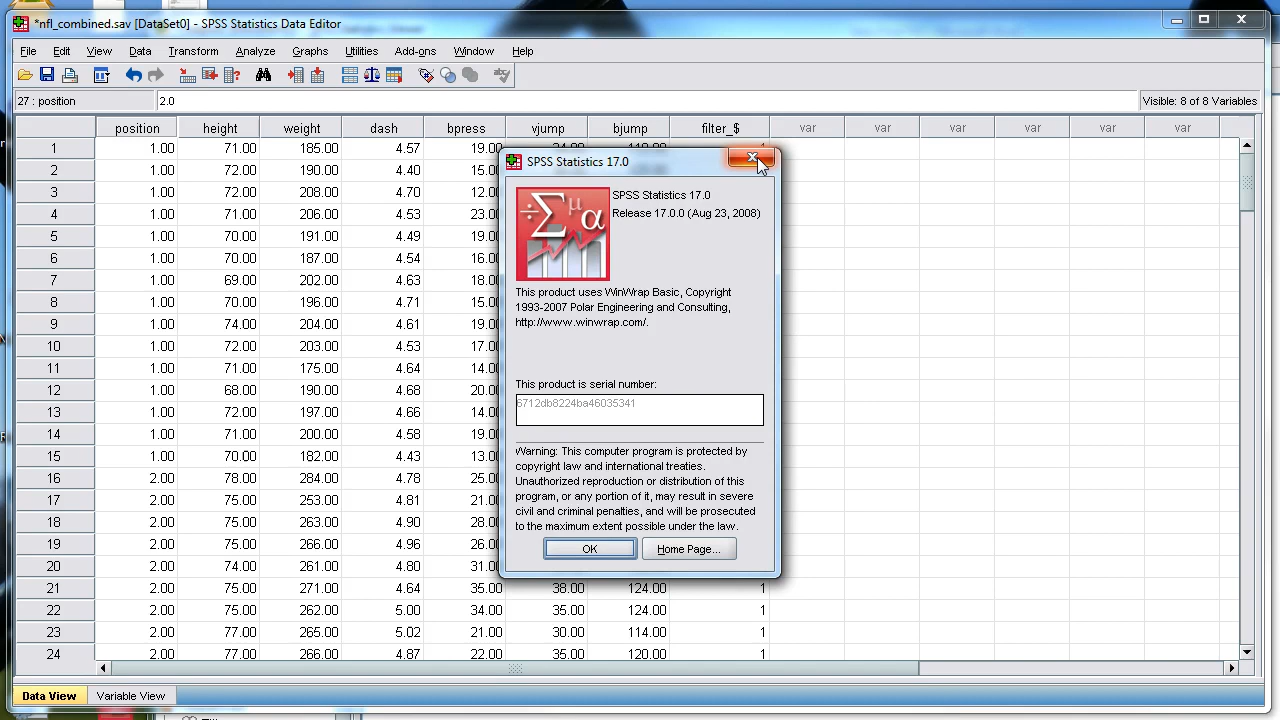 *nfl_combined.sav [DataSet0] - SPSS Statistics Data Editor
File Edit View Data Transform Analyze Graphs Utilities Add-ons Window Help
27 : position 2.0 Visible: 8 of 8 Variables
position height weight dash bpress vjump bjump filter_$ var var var var var var
1 1.00 71.00 185.00 4.57 19.00
2 1.00 72.00 190.00 4.40 15.0
3 1.00 72.00 208.00 4.70 12.0
4 1.00 71.00 206.00 4.53 23.0
5 1.00 70.00 191.00 4.49 19.0
6 1.00 70.00 187.00 4.54 16.0
7 1.00 69.00 202.00 4.63 18.0
8 1.00 70.00 196.00 4.71 15.0
9 1.00 74.00 204.00 4.61 19.0
10 1.00 72.00 203.00 4.53 17.0
11 1.00 71.00 175.00 4.64 14.0
12 1.00 68.00 190.00 4.68 20.0
13 1.00 72.00 197.00 4.66 14.0
14 1.00 71.00 200.00 4.58 19.0
15 1.00 70.00 182.00 4.43 13.0
16 2.00 78.00 284.00 4.78 25.0
17 2.00 75.00 253.00 4.81 21.0
18 2.00 75.00 263.00 4.90 28.0
19 2.00 75.00 266.00 4.96 26.0
20 2.00 74.00 261.00 4.80 31.0
21 2.00 75.00 271.00 4.64 35.00 38.00 124.00 1
22 2.00 75.00 262.00 5.00 34.00 35.00 124.00 1
23 2.00 77.00 265.00 5.02 21.00 30.00 114.00 1
24 2.00 77.00 266.00 4.87 22.00 35.00 120.00 1
SPSS Statistics 17.0
SPSS Statistics 17.0
Release 17.0.0 (Aug 23, 2008)
This product uses WinWrap Basic, Copyright
1993-2007 Polar Engineering and Consulting,
http://www.winwrap.com/.
This product is serial number:
6712db8224ba46035341
Warning: This computer program is protected by
copyright law and international treaties.
Unauthorized reproduction or distribution of this
program, or any portion of it, may result in severe
civil and criminal penalties, and will be prosecuted
to the maximum extent possible under the law.
OK Home Page...
Data View Variable View